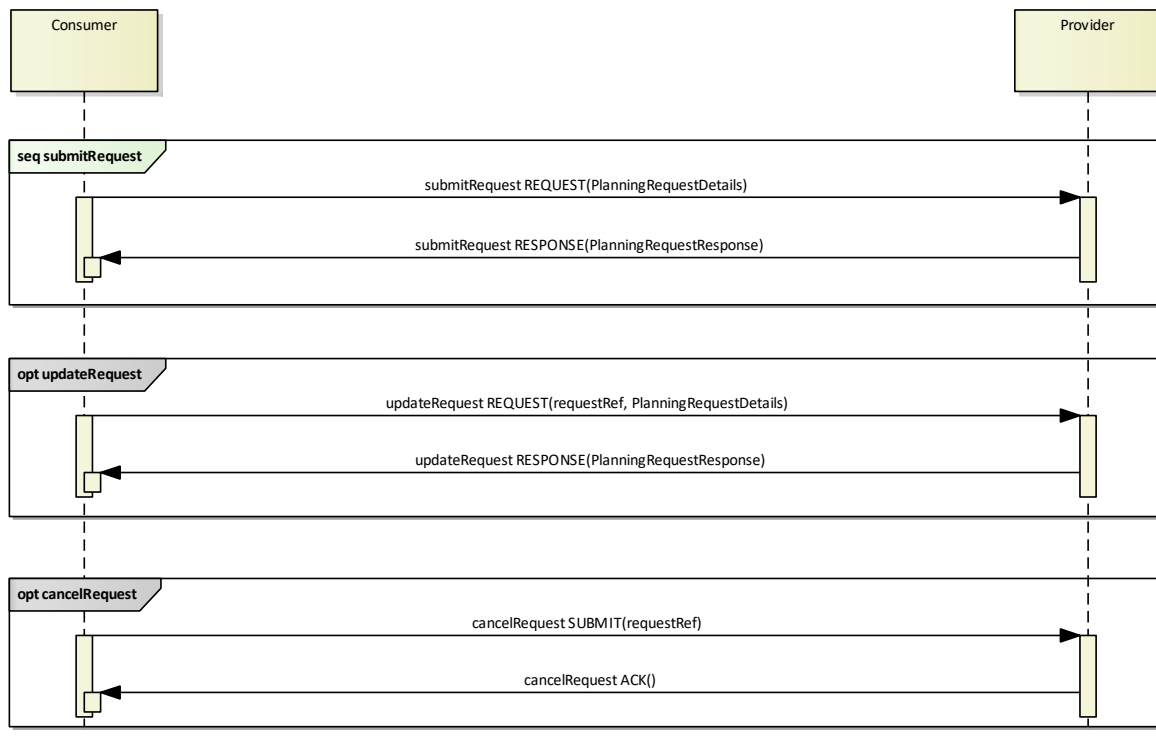 Consumer
Provider
seq submitRequest
submitRequest REQUEST(PlanningRequestDetails)
submitRequest RESPONSE(PlanningRequestResponse)
opt updateRequest
updateRequest REQUEST(requestRef, PlanningRequestDetails)
updateRequest RESPONSE(PlanningRequestResponse)
opt cancelRequest
cancelRequest SUBMIT(requestRef)
cancelRequest ACK()